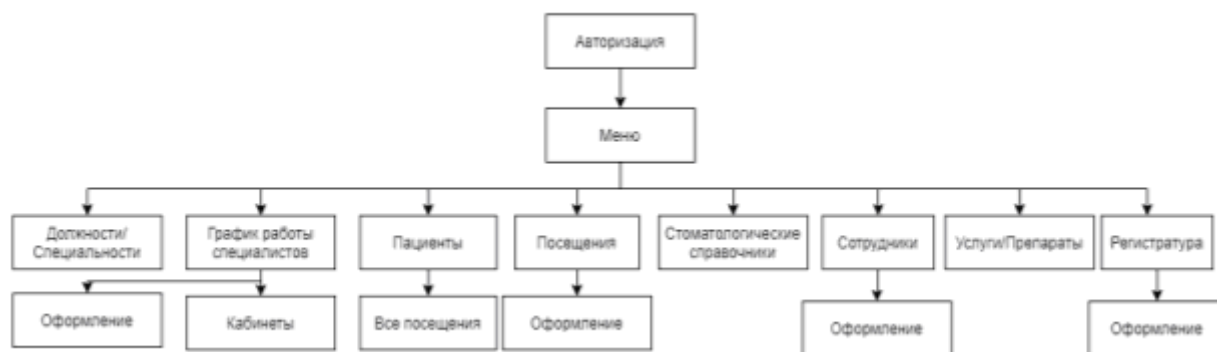 Авторизация
Меню
Должности/
Специальности
График работы
специалистов
Пациенты
Посещения
Стоматологические
справочники
Сотрудники
Услуги/Препараты
Регистратура
Оформление
Кабинеты
Все посещения
Оформление
Оформление
Оформление